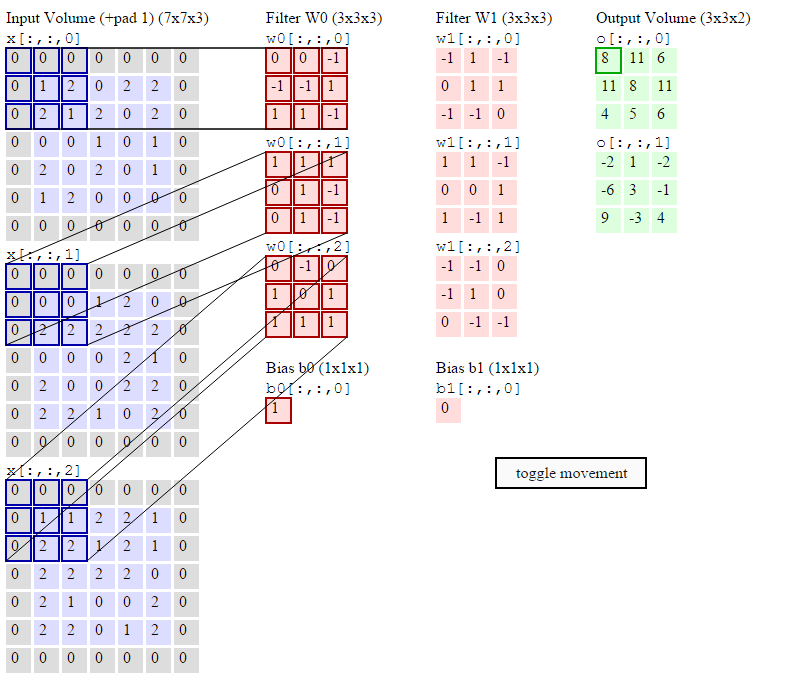 Input Volume (+pad 1) (7x7x3)
x[:,:,0]
0 0 0 0 0 0 0
0 1 2 0 2 2 0
0 2 1 2 0 2 0
0 0 0 1 0 1 0
0 2 0 2 0 1 0
0 1 2 0 0 0 0
0 0 0 0 0 0 0
x[:,:,1]
0 0 0 0 0 0 0
0 0 0 1 2 0 0
0 2 2 2 2 2 0
0 0 0 0 2 1 0
0 2 0 0 2 2 0
0 2 2 1 0 2 0
0 0 0 0 0 0 0
x[:,:,2]
0 0 0 0 0 0 0
0 1 1 2 2 1 0
0 2 2 1 2 1 0
0 2 2 2 2 0 0
0 2 1 0 0 2 0
0 2 2 0 1 2 0
0 0 0 0 0 0 0
Filter W0 (3x3x3)
w0[:,:,0]
0 0 -1
-1 -1 1
1 1 -1
w0[:,:,1]
1 1 1
0 1 -1
0 1 -1
w0[:,:,2]
0 -1 0
1 0 1
1 1 1
Bias b0 (1x1x1)
b0[:,:,0]
1
Filter W1 (3x3x3)
w1[:,:,0]
-1 1 -1
0 1 1
-1 -1 0
w1[:,:,1]
1 1 -1
0 0 1
1 -1 1
w1[:,:,2]
-1 -1 0
-1 1 0
0 -1 -1
Bias b1 (1x1x1)
b1[:,:,0]
0
Output Volume (3x3x2)
o[:,:,0]
8 11 6
11 8 11
4 5 6
o[:,:,1]
-2 1 -2
-6 3 -1
9 -3 4
toggle movement